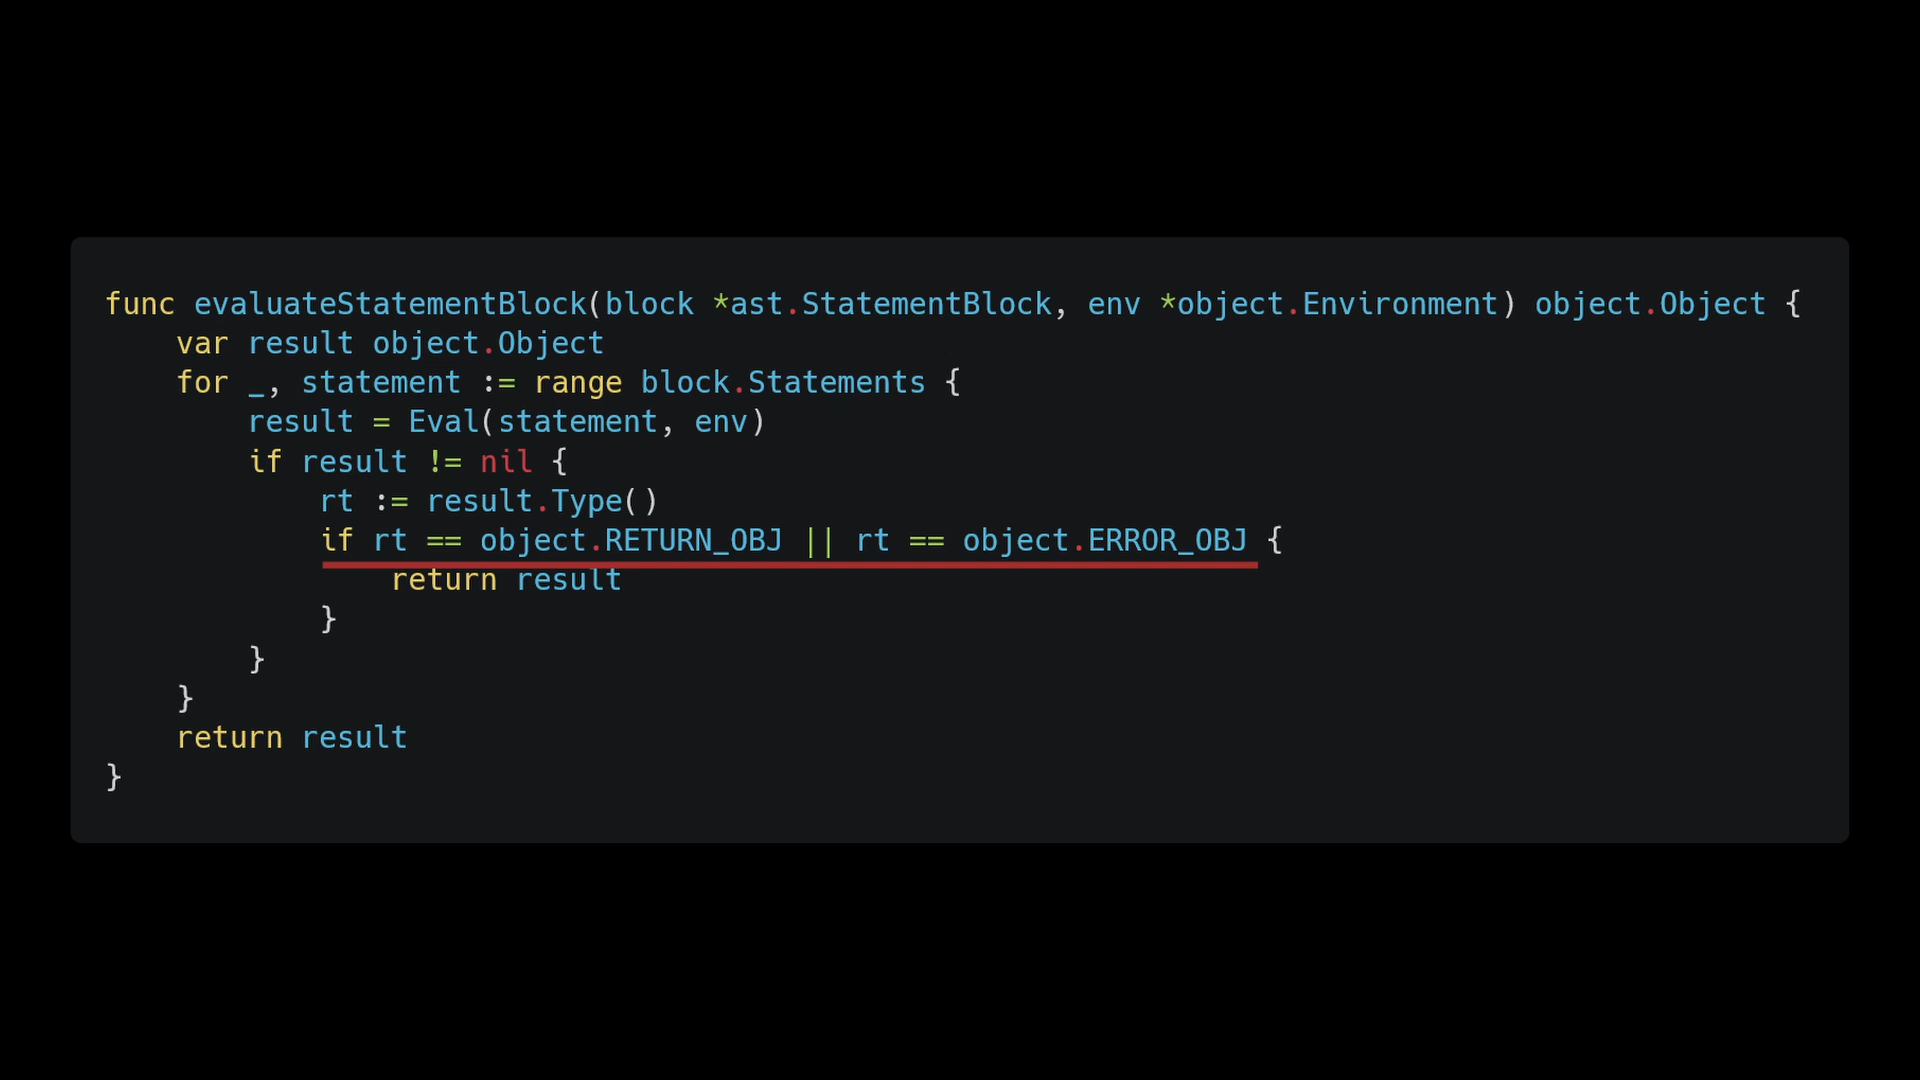 func evaluateStatementBlock(block *ast.StatementBlock, env *object.Environment) object.Object {
    var result object.Object
    for _, statement := range block.Statements {
        result = Eval(statement, env)
        if result != nil {
            rt := result.Type()
            if rt == object.RETURN_OBJ || rt == object.ERROR_OBJ {
                return result
            }
        }
    }
    return result
}